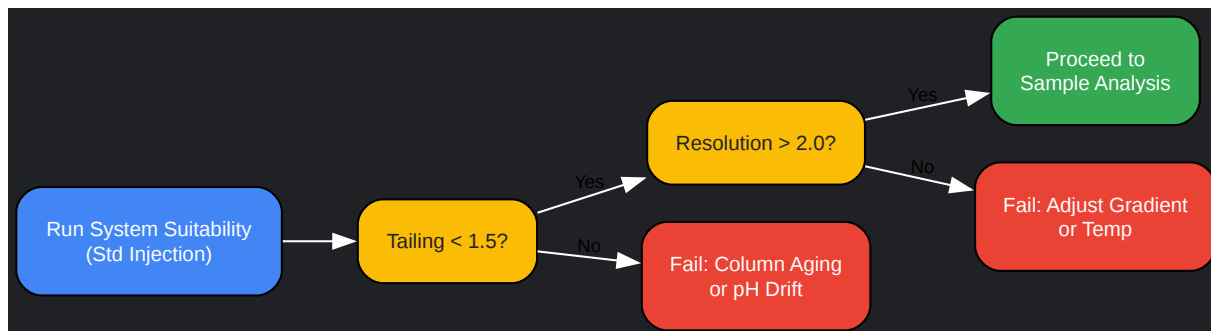 Run System Suitability
(Std Injection)
Tailing < 1.5?
Yes
No
Resolution > 2.0?
Fail: Column Aging
or pH Drift
Yes
No
Proceed to
Sample Analysis
Fail: Adjust Gradient
or Temp